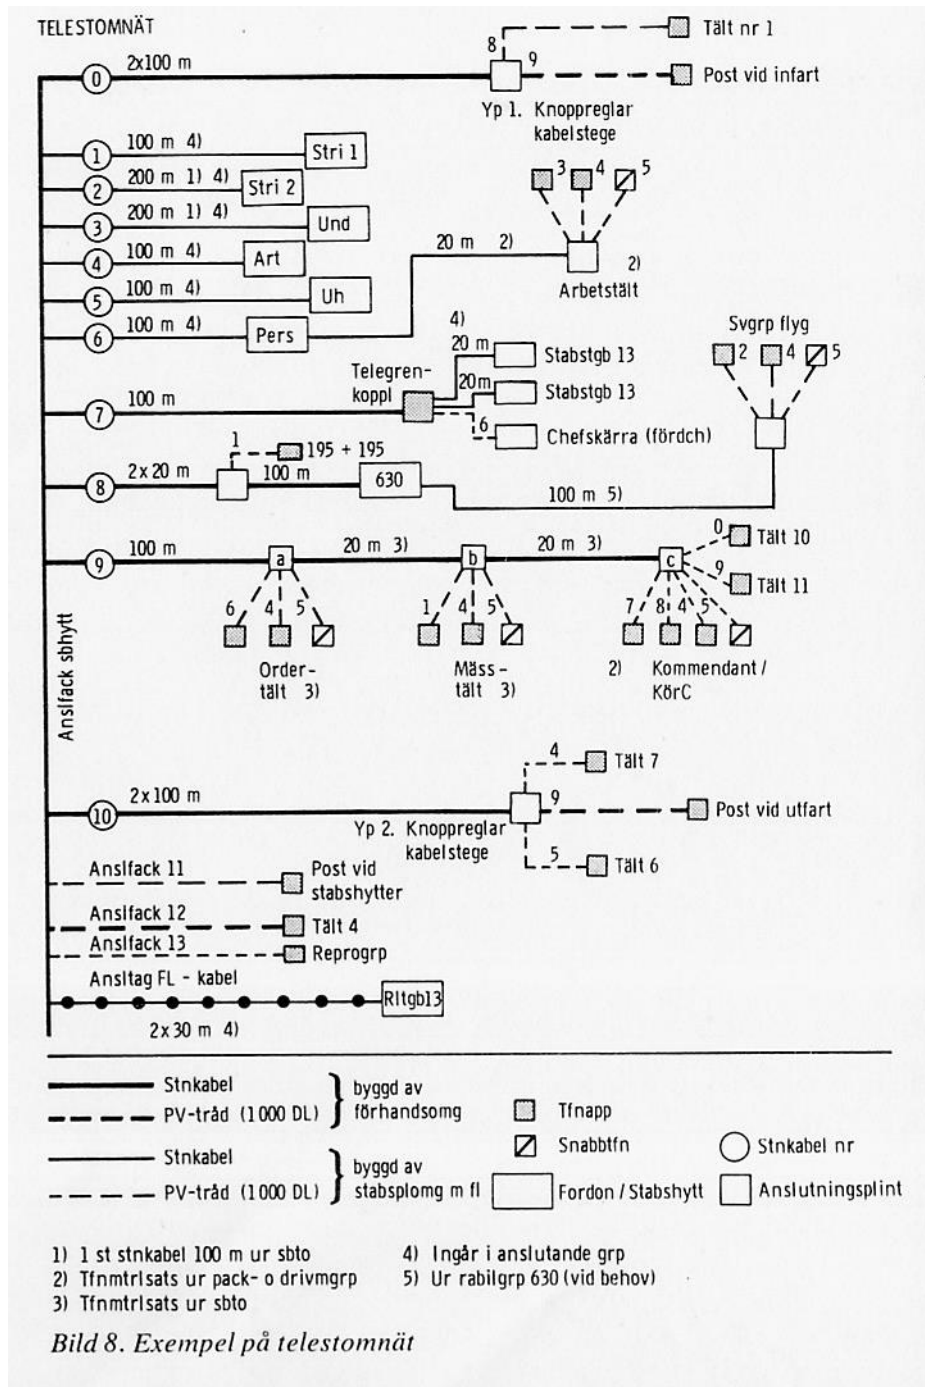 TELESTOMNÄT
8
Tält nr 1
0
2x100 m
9
Post vid infart
Yp 1. Knoppreglar
kabelstege
1
100 m 4)
Stri 1
2
200 m 1) 4)
Stri 2
3
200 m 1) 4)
Und
4
100 m 4)
Art
5
100 m 4)
Uh
6
100 m 4)
Pers
20 m 2)
3
4
5
2)
Arbetstält
Svgrp flyg
2
4
5
7
100 m
Telegren-
koppl
4)
20 m
Stabstgb 13
20 m
Stabstgb 13
6
Chefskärra (fördch)
8
2x20 m
1
195 + 195
100 m
630
100 m 5)
9
100 m
a
20 m 3)
b
20 m 3)
c
0
Tält 10
9
Tält 11
6
4
5
1
4
5
7
8
4
5
Order-
tält 3)
Mäss-
tält 3)
2) Kommendant /
KörC
Anslfack sbhytt
10
2x100 m
4
Tält 7
9
Post vid utfart
Yp 2. Knoppreglar
kabelstege
5
Tält 6
Anslfack 11
Post vid
stabshytter
Anslfack 12
Tält 4
Anslfack 13
Reprogrp
Ansltag FL - kabel
Rltgb13
2x30 m 4)
Stnkabel
PV-tråd (1000 DL)
byggd av
förhandsomg
Stnkabel
PV-tråd (1000 DL)
byggd av
stabsplomg m fl
Tfnapp
Snabbtfn
Stnkabel nr
Fordon / Stabshytt
Anslutningsplint
1) 1 st stnkabel 100 m ur sbto
2) Tfnmtrlsats ur pack- o drivmgrp
3) Tfnmtrlsats ur sbto
4) Ingår i anslutande grp
5) Ur rabilgrp 630 (vid behov)
Bild 8. Exempel på telestomnät